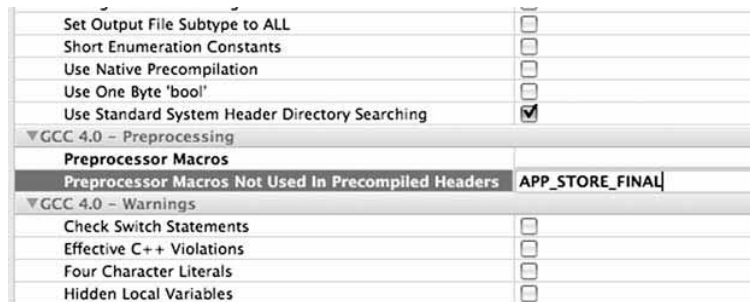 Set Output File Subtype to ALL
Short Enumeration Constants
Use Native Precompilation
Use One Byte 'bool'
Use Standard System Header Directory Searching
GCC 4.0 – Preprocessing
Preprocessor Macros
Preprocessor Macros Not Used In Precompiled Headers APP_STORE_FINAL
GCC 4.0 – Warnings
Check Switch Statements
Effective C++ Violations
Four Character Literals
Hidden Local Variables